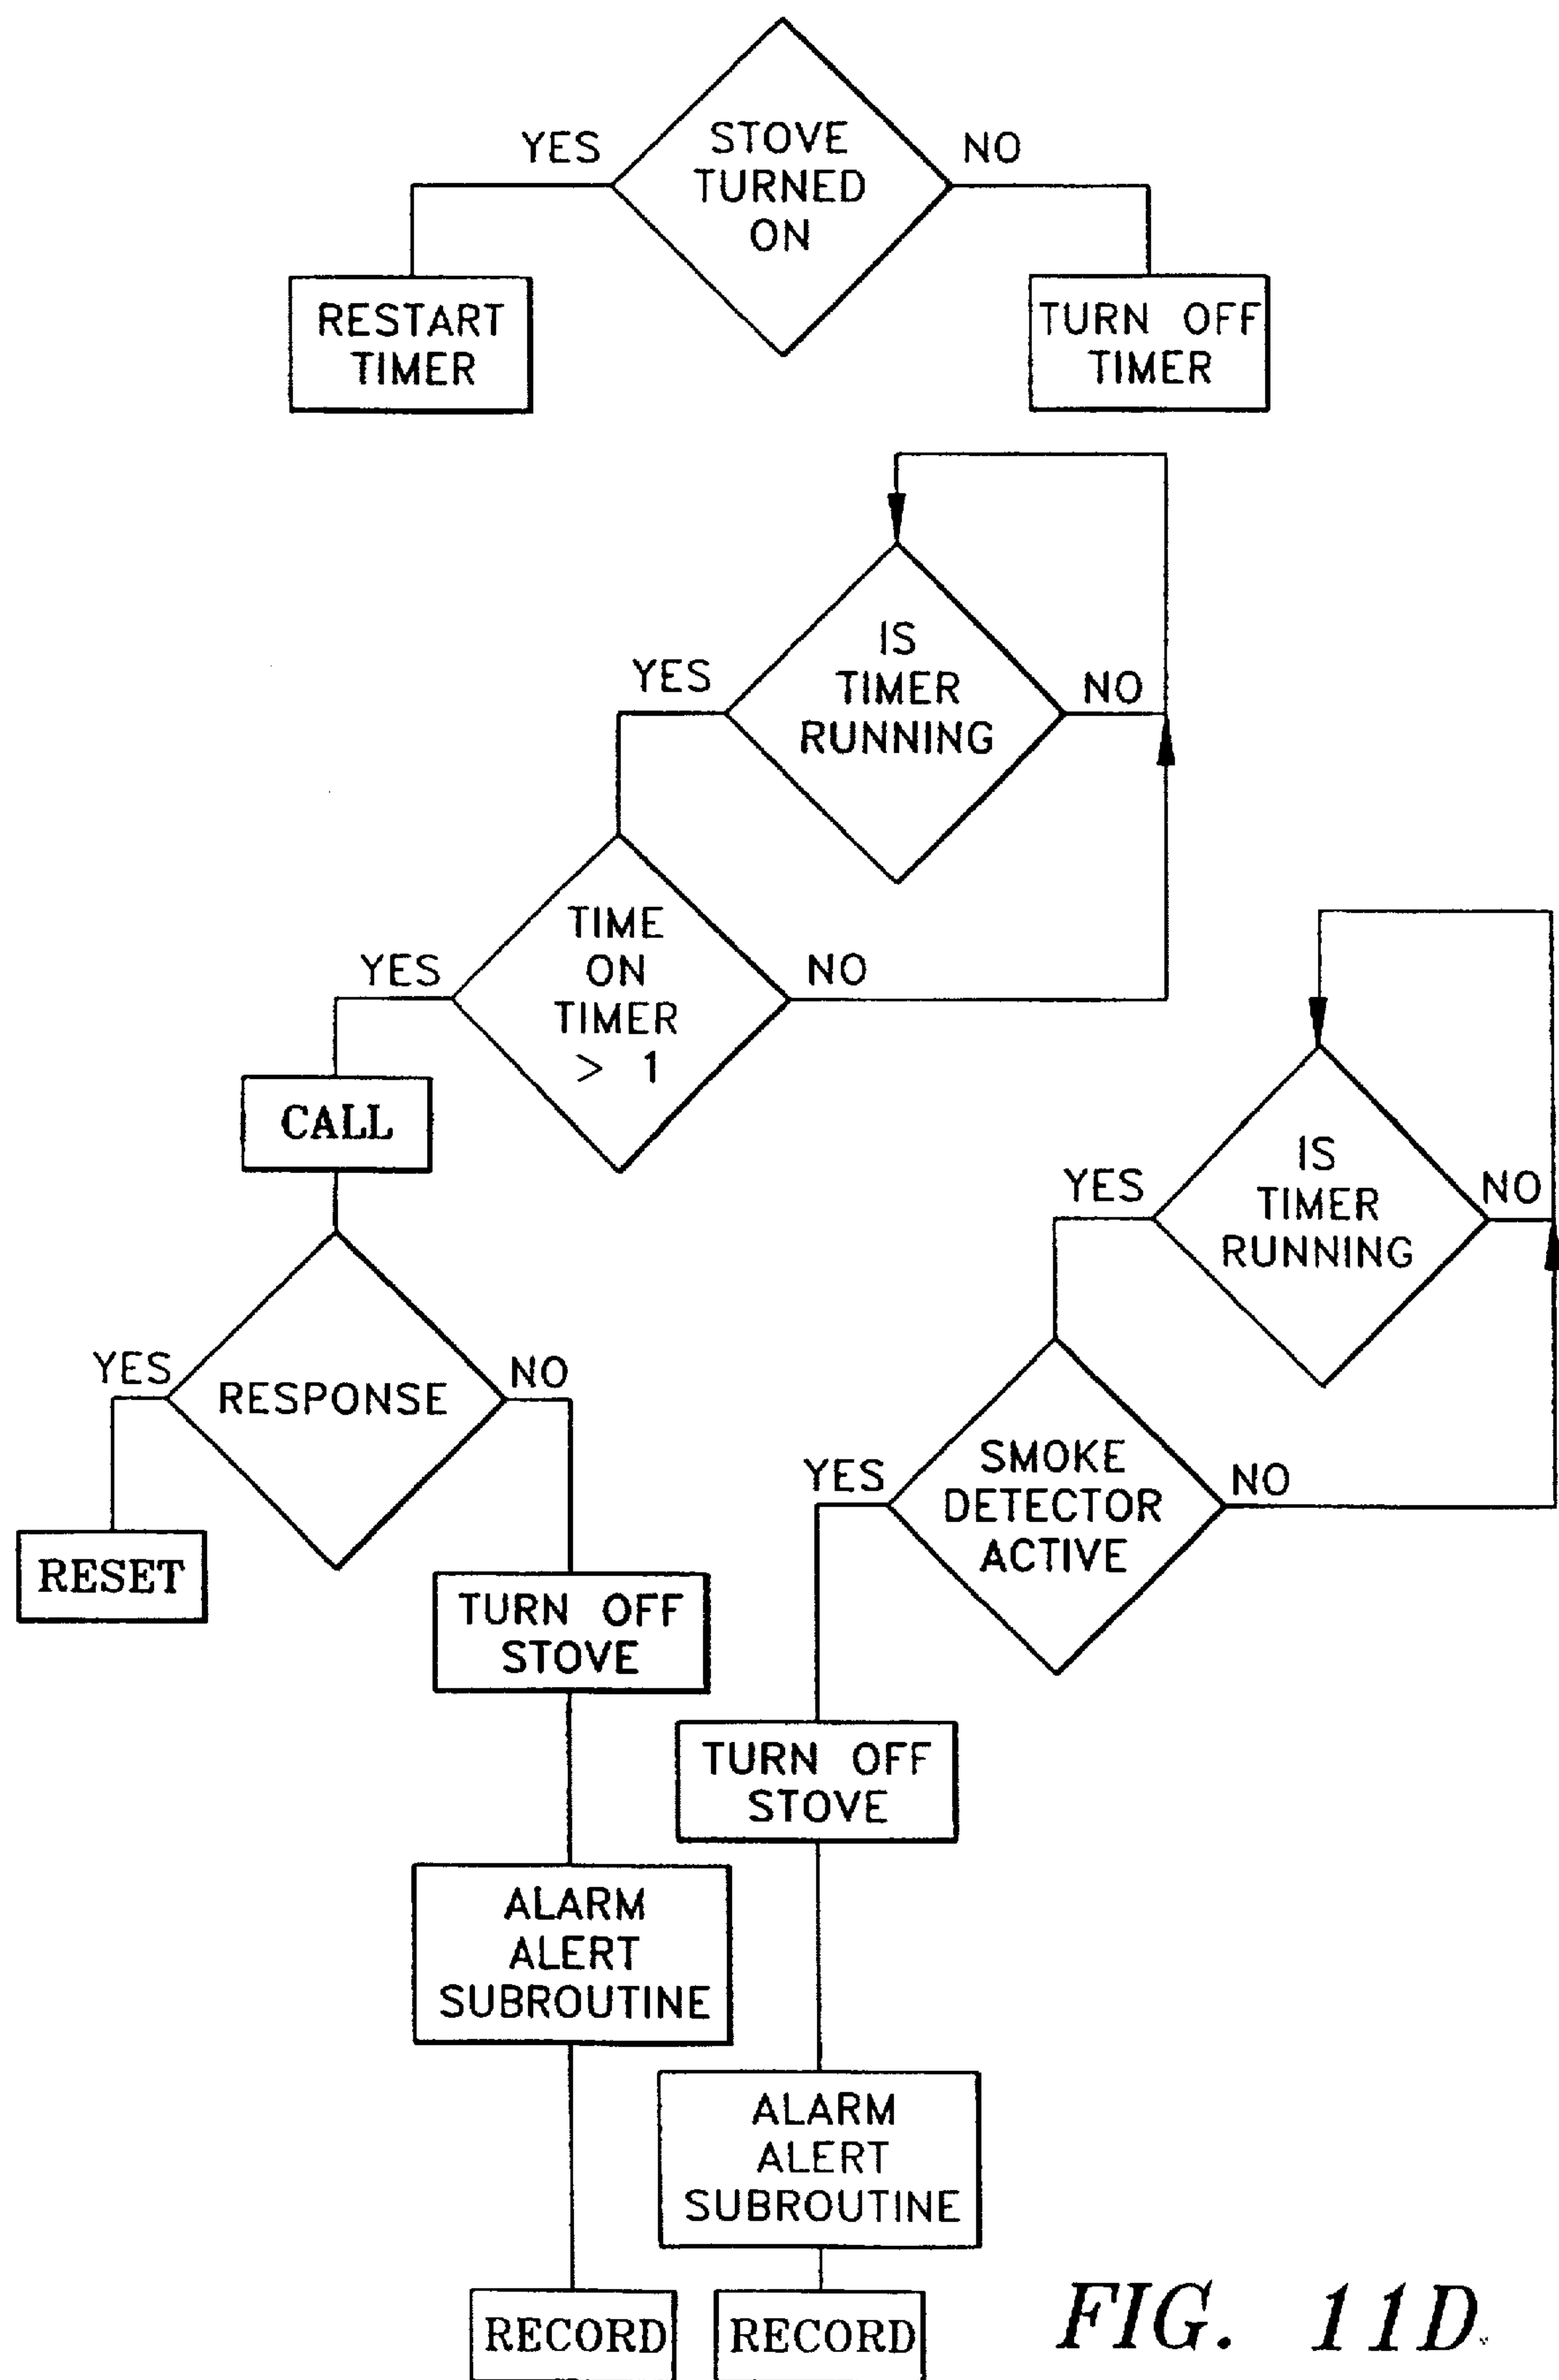 YES
STOVE
TURNED
ON
NO
RESTART
TIMER
TURN OFF
TIMER
YES
IS
TIMER
RUNNING
NO
YES
TIME
ON
TIMER
> 1
NO
CALL
YES
RESPONSE
NO
RESET
TURN OFF
STOVE
ALARM
ALERT
SUBROUTINE
RECORD
YES
IS
TIMER
RUNNING
NO
YES
SMOKE
DETECTOR
ACTIVE
NO
TURN OFF
STOVE
ALARM
ALERT
SUBROUTINE
RECORD
FIG. 11D